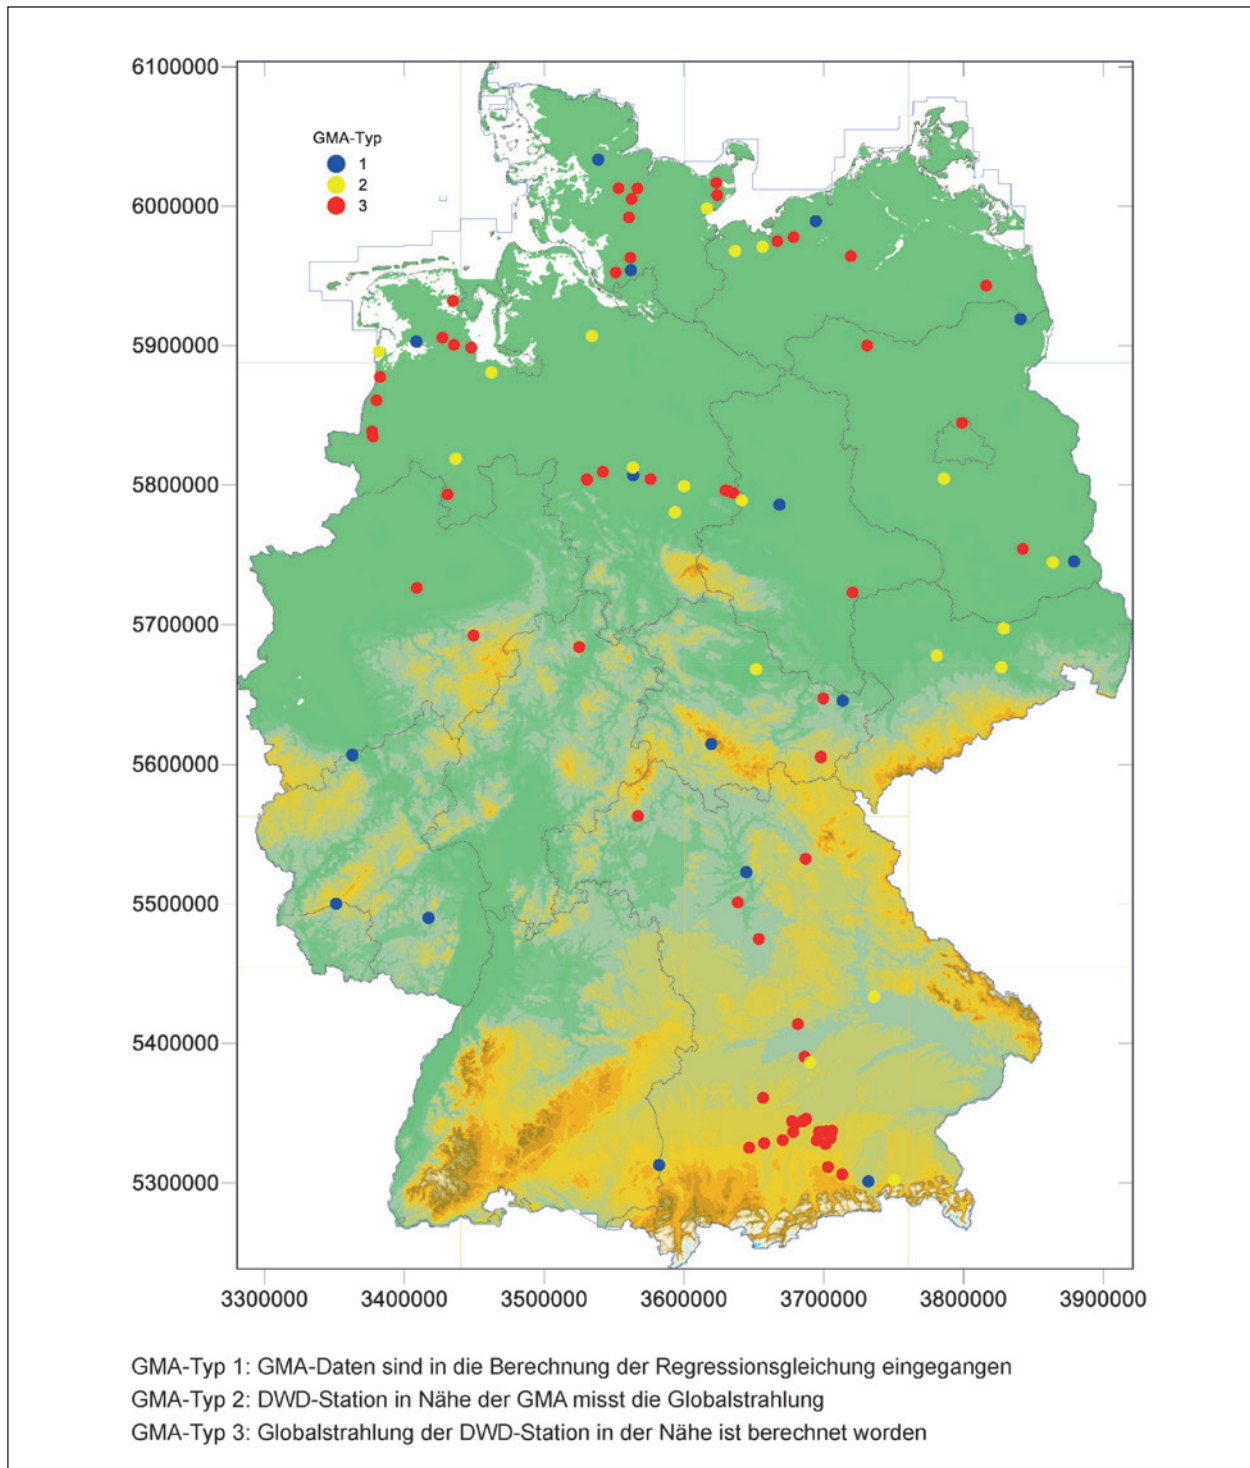 6100000
6000000
5900000
5800000
5700000
5600000
5500000
5400000
5300000
GMA-Typ
1
2
3
3300000 3400000 3500000 3600000 3700000 3800000 3900000
GMA-Typ 1: GMA-Daten sind in die Berechnung der Regressionsgleichung eingegangen
GMA-Typ 2: DWD-Station in Nähe der GMA misst die Globalstrahlung
GMA-Typ 3: Globalstrahlung der DWD-Station in der Nähe ist berechnet worden